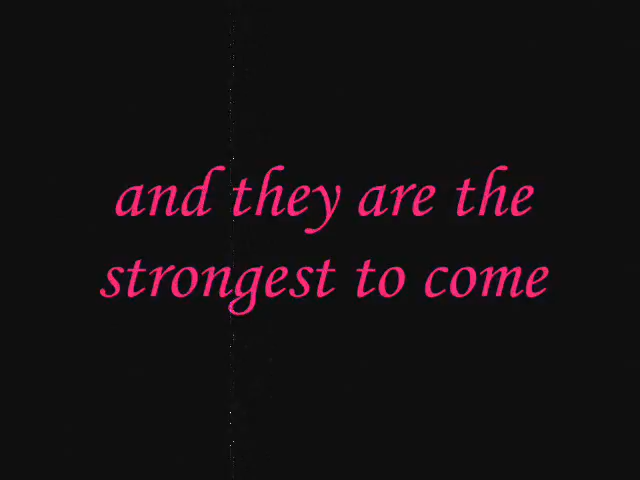 and they are the
strongest to come